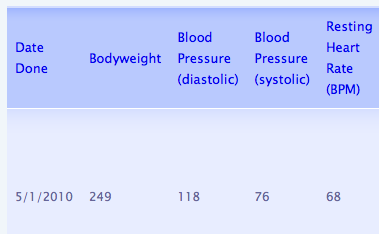 Date Done Bodyweight Blood Pressure (diastolic) Blood Pressure (systolic) Resting Heart Rate (BPM)
5/1/2010 249 118 76 68